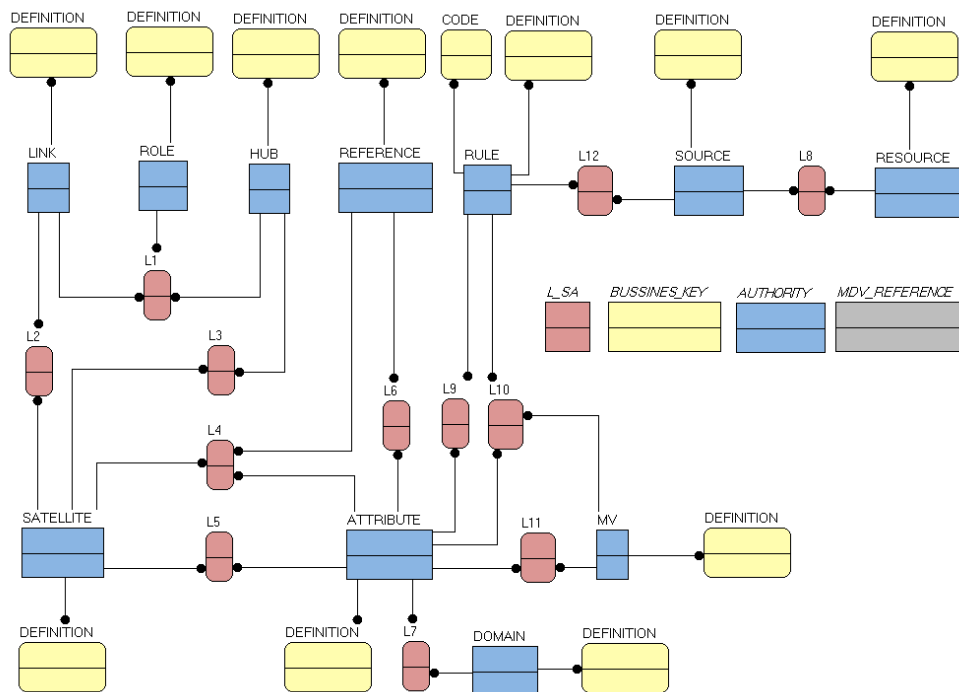 DEFINITION DEFINITION DEFINITION DEFINITION CODE DEFINITION DEFINITION DEFINITION
LINK ROLE HUB REFERENCE RULE L12 SOURCE L8 RESOURCE
L1
L_SA BUSSINES_KEY AUTHORITY MDV_REFERENCE
L2 L3
L6 L9 L10
L4
SATELLITE L5 ATTRIBUTE L11 MV DEFINITION
DEFINITION DEFINITION L7 DOMAIN DEFINITION